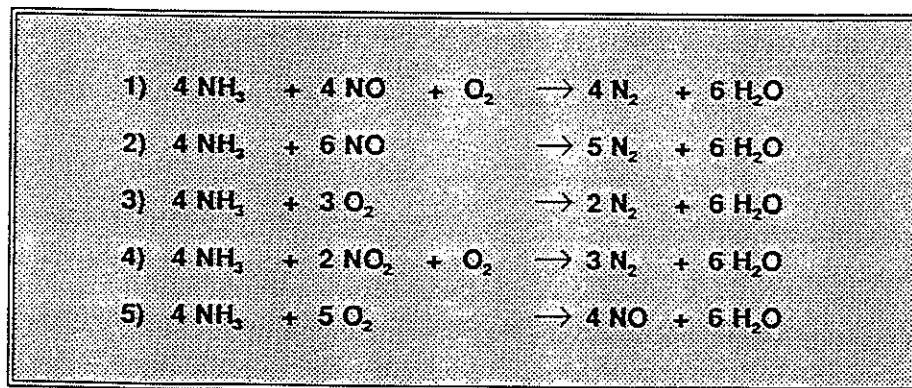 1) 4 NH₃ + 4 NO + O₂ → 4 N₂ + 6 H₂O
2) 4 NH₃ + 6 NO → 5 N₂ + 6 H₂O
3) 4 NH₃ + 3 O₂ → 2 N₂ + 6 H₂O
4) 4 NH₃ + 2 NO₂ + O₂ → 3 N₂ + 6 H₂O
5) 4 NH₃ + 5 O₂ → 4 NO + 6 H₂O